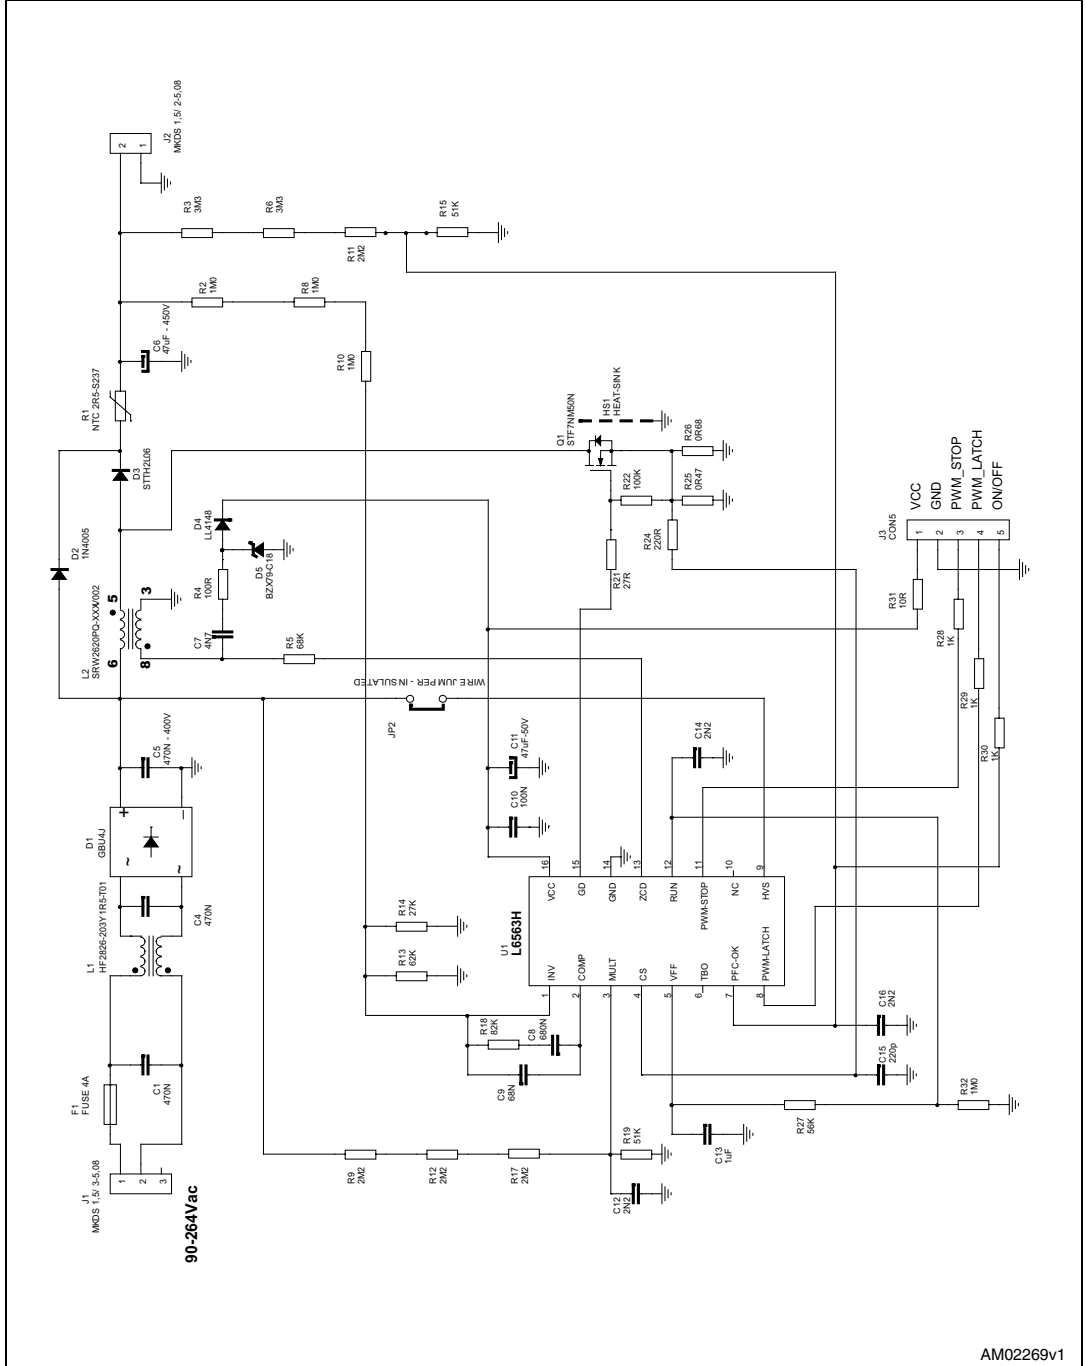 J1
MKDS 1,5/ 3-5,08
1
2
3
90-264Vac
F1
FUSE 4A
C1
470N
L1
HF2826-203Y1R5-T01
C4
470N
D1
GBU4J
~
~
+
−
C5
470N - 400V
D2
1N4005
L2
SRW2620PQ-XXXV002
6
5
8
3
D3
STTH2L06
R1
NTC 2R5-S237
C6
47uF - 450V
J2
MKDS 1,5/ 2-5,08
2
1
R3
3M3
R6
3M3
R11
2M2
R15
51K
R2
1M0
R8
1M0
R10
1M0
D4
LL4148
D5
BZX79-C18
R4
100R
C7
4N7
R5
68K
JP2
WIRE JUMPER - INSULATED
Q1
STF7NM50N
HS1
HEAT-SINK
R22
100K
R21
27R
R24
220R
R25
0R47
R26
0R68
C11
47uF-50V
C10
100N
C14
2N2
R14
27K
R13
62K
R18
82K
C8
680N
C9
68N
U1
L6563H
INV
1
COMP
2
MULT
3
CS
4
VFF
5
TBO
6
PFC-OK
7
PWM-LATCH
8
VCC
16
GD
15
GND
14
ZCD
13
RUN
12
PWM-STOP
11
NC
10
HVS
9
R9
2M2
R12
2M2
R17
2M2
R19
51K
C12
2N2
C13
1uF
R27
56K
R32
1M0
C15
220p
C16
2N2
R31
10R
R28
1K
R29
1K
R30
1K
J3
CON5
1
2
3
4
5
VCC
GND
PWM_STOP
PWM_LATCH
ON/OFF
AM02269v1